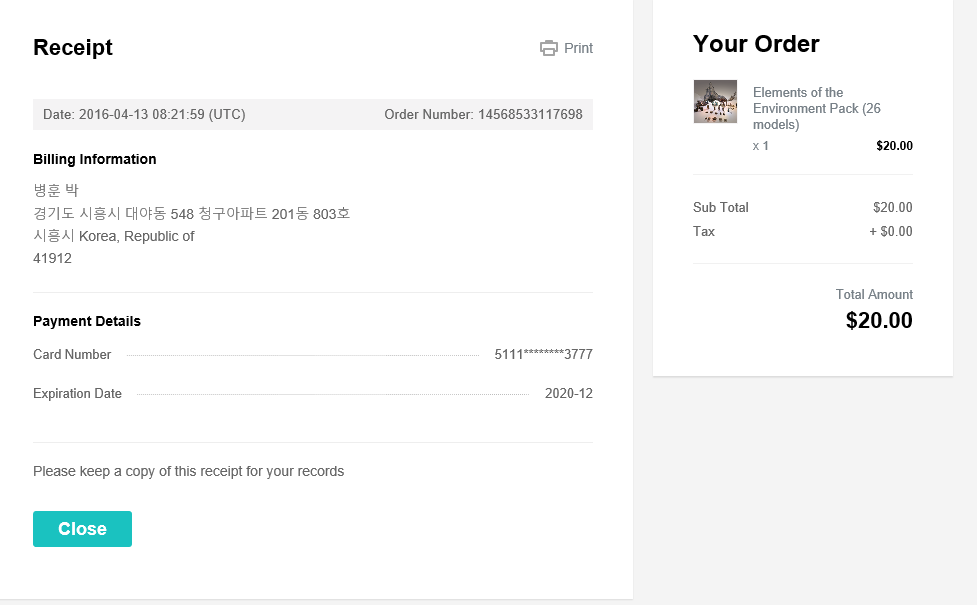 Receipt
Print
Date: 2016-04-13 08:21:59 (UTC)
Order Number: 14568533117698
Billing Information
병훈 박
경기도 시흥시 대야동 548 청구아파트 201동 803호
시흥시 Korea, Republic of
41912
Payment Details
Card Number 5111********3777
Expiration Date 2020-12
Please keep a copy of this receipt for your records
Close
Your Order
Elements of the
Environment Pack (26
models)
x 1 $20.00
Sub Total $20.00
Tax + $0.00
Total Amount
$20.00